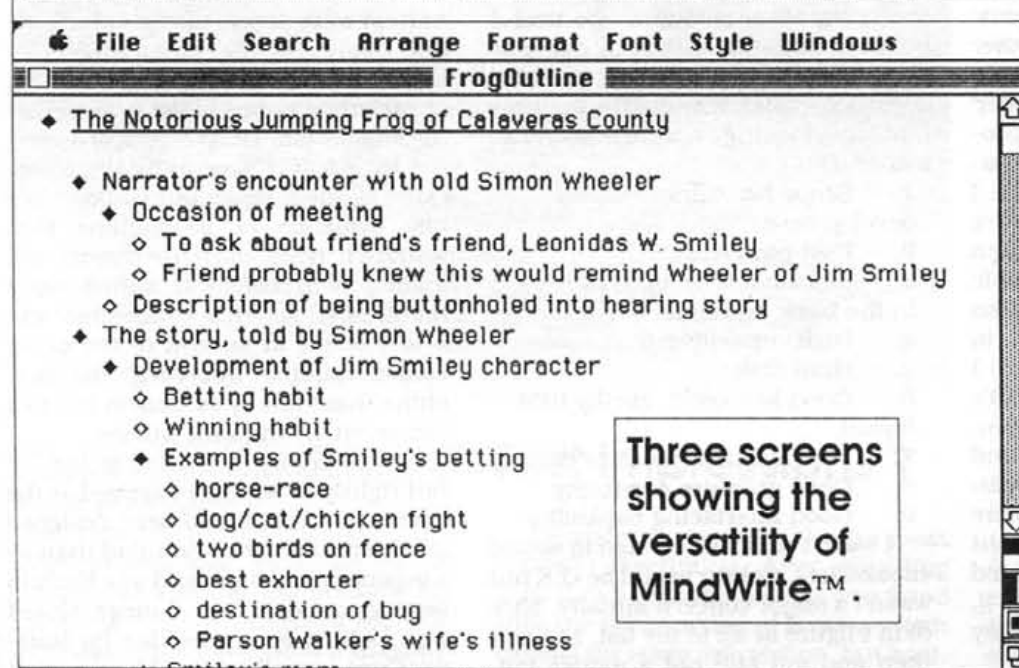 File Edit Search Arrange Format Font Style Windows
FrogOutline
The Notorious Jumping Frog of Calaveras County
Narrator's encounter with old Simon Wheeler
Occasion of meeting
To ask about friend's friend, Leonidas W. Smiley
Friend probably knew this would remind Wheeler of Jim Smiley
Description of being buttonholed into hearing story
The story, told by Simon Wheeler
Development of Jim Smiley character
Betting habit
Winning habit
Examples of Smiley's betting
horse-race
dog/cat/chicken fight
two birds on fence
best exhorter
destination of bug
Parson Walker's wife's illness
Three screens
showing the
versatility of
MindWrite™ .